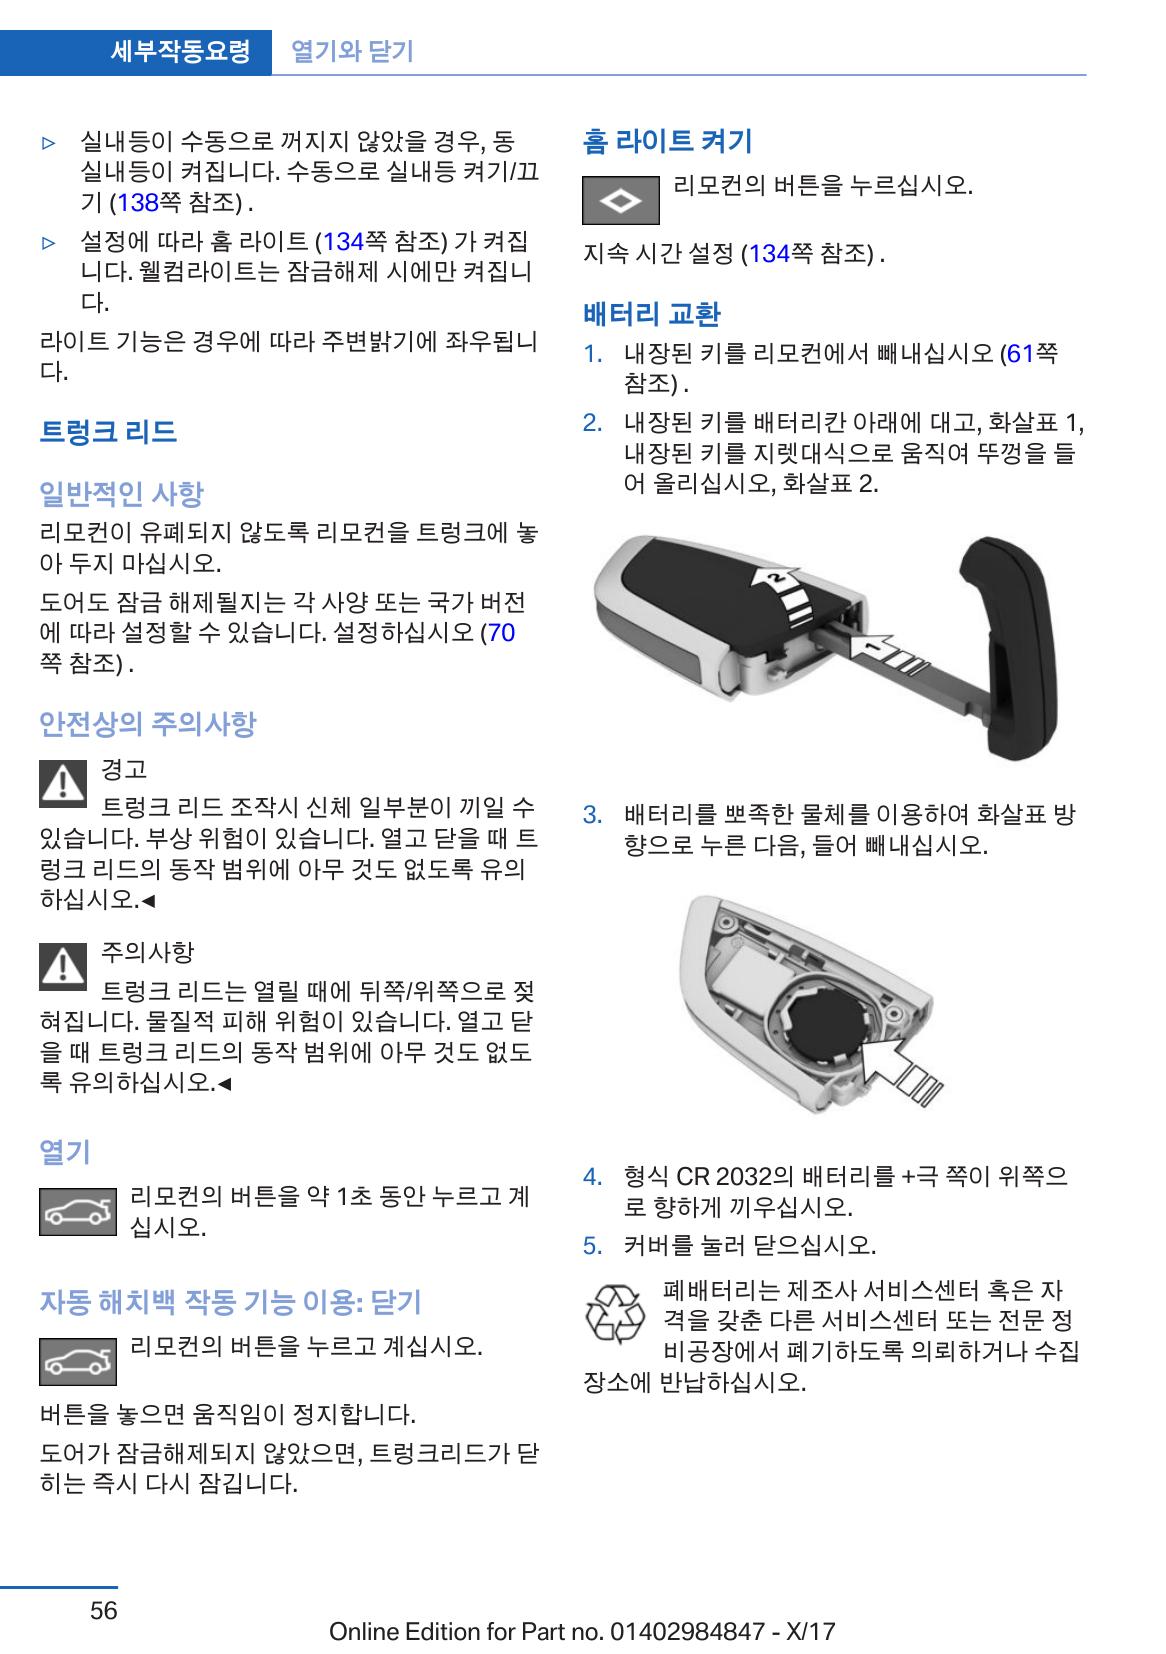 세부작동요령 열기와 닫기
▷ 실내등이 수동으로 꺼지지 않았을 경우, 동
실내등이 켜집니다. 수동으로 실내등 켜기/끄
기 (138쪽 참조) .
▷ 설정에 따라 홈 라이트 (134쪽 참조) 가 켜집
니다. 웰컴라이트는 잠금해제 시에만 켜집니
다.
라이트 기능은 경우에 따라 주변밝기에 좌우됩니
다.
트렁크 리드
일반적인 사항
리모컨이 유폐되지 않도록 리모컨을 트렁크에 놓
아 두지 마십시오.
도어도 잠금 해제될지는 각 사양 또는 국가 버전
에 따라 설정할 수 있습니다. 설정하십시오 (70
쪽 참조) .
안전상의 주의사항
경고
트렁크 리드 조작시 신체 일부분이 끼일 수
있습니다. 부상 위험이 있습니다. 열고 닫을 때 트
렁크 리드의 동작 범위에 아무 것도 없도록 유의
하십시오.◀
주의사항
트렁크 리드는 열릴 때에 뒤쪽/위쪽으로 젖
혀집니다. 물질적 피해 위험이 있습니다. 열고 닫
을 때 트렁크 리드의 동작 범위에 아무 것도 없도
록 유의하십시오.◀
열기
리모컨의 버튼을 약 1초 동안 누르고 계
십시오.
자동 해치백 작동 기능 이용: 닫기
리모컨의 버튼을 누르고 계십시오.
버튼을 놓으면 움직임이 정지합니다.
도어가 잠금해제되지 않았으면, 트렁크리드가 닫
히는 즉시 다시 잠깁니다.
홈 라이트 켜기
리모컨의 버튼을 누르십시오.
지속 시간 설정 (134쪽 참조) .
배터리 교환
1. 내장된 키를 리모컨에서 빼내십시오 (61쪽
참조) .
2. 내장된 키를 배터리칸 아래에 대고, 화살표 1,
내장된 키를 지렛대식으로 움직여 뚜껑을 들
어 올리십시오, 화살표 2.
2
1
3. 배터리를 뾰족한 물체를 이용하여 화살표 방
향으로 누른 다음, 들어 빼내십시오.
4. 형식 CR 2032의 배터리를 +극 쪽이 위쪽으
로 향하게 끼우십시오.
5. 커버를 눌러 닫으십시오.
폐배터리는 제조사 서비스센터 혹은 자
격을 갖춘 다른 서비스센터 또는 전문 정
비공장에서 폐기하도록 의뢰하거나 수집
장소에 반납하십시오.
56
Online Edition for Part no. 01402984847 - X/17